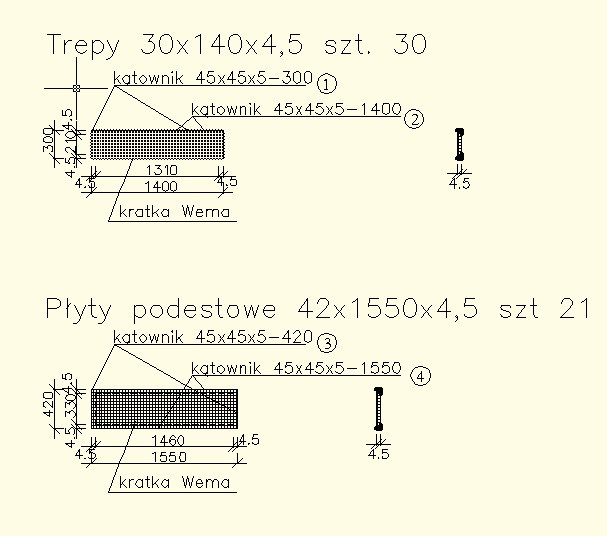 Trepy 30x140x4,5 szt. 30
kątownik 45x45x5-300 1
kątownik 45x45x5-1400 2
300
4.5
210
4.5
1310
4.5
4.5
1400
4.5
kratka Wema
Płyty podestowe 42x1550x4,5 szt 21
kątownik 45x45x5-420 3
kątownik 45x45x5-1550 4
420
4.5
330
4.5
1460
4.5
4.5
1550
4.5
kratka Wema